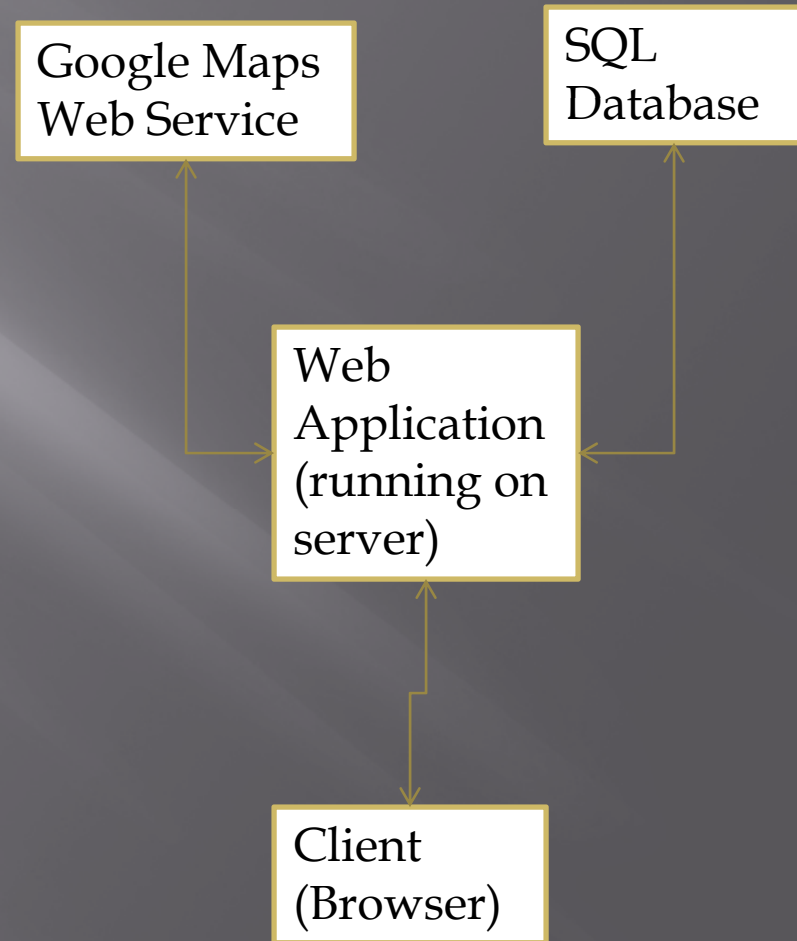 Google Maps
Web Service
SQL
Database
Web
Application
(running on
server)
Client
(Browser)